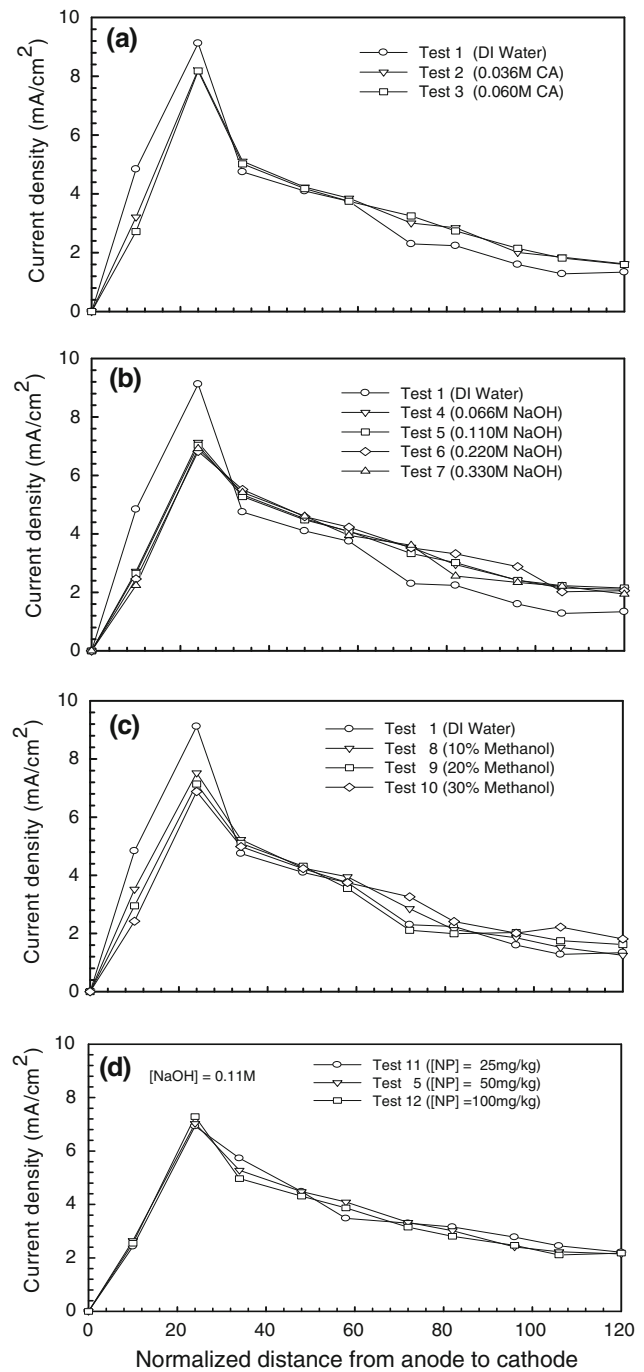 (a)
Test 1 (DI Water)
Test 2 (0.036M CA)
Test 3 (0.060M CA)
Current density (mA/cm²)
10
8
6
4
2
0
(b)
Test 1 (DI Water)
Test 4 (0.066M NaOH)
Test 5 (0.110M NaOH)
Test 6 (0.220M NaOH)
Test 7 (0.330M NaOH)
Current density (mA/cm²)
10
8
6
4
2
0
(c)
Test 1 (DI Water)
Test 8 (10% Methanol)
Test 9 (20% Methanol)
Test 10 (30% Methanol)
Current density (mA/cm²)
10
8
6
4
2
0
(d)
[NaOH] = 0.11M
Test 11 ([NP] = 25mg/kg)
Test 5 ([NP] = 50mg/kg)
Test 12 ([NP] =100mg/kg)
Current density (mA/cm²)
10
8
6
4
2
0
0 20 40 60 80 100 120
Normalized distance from anode to cathode